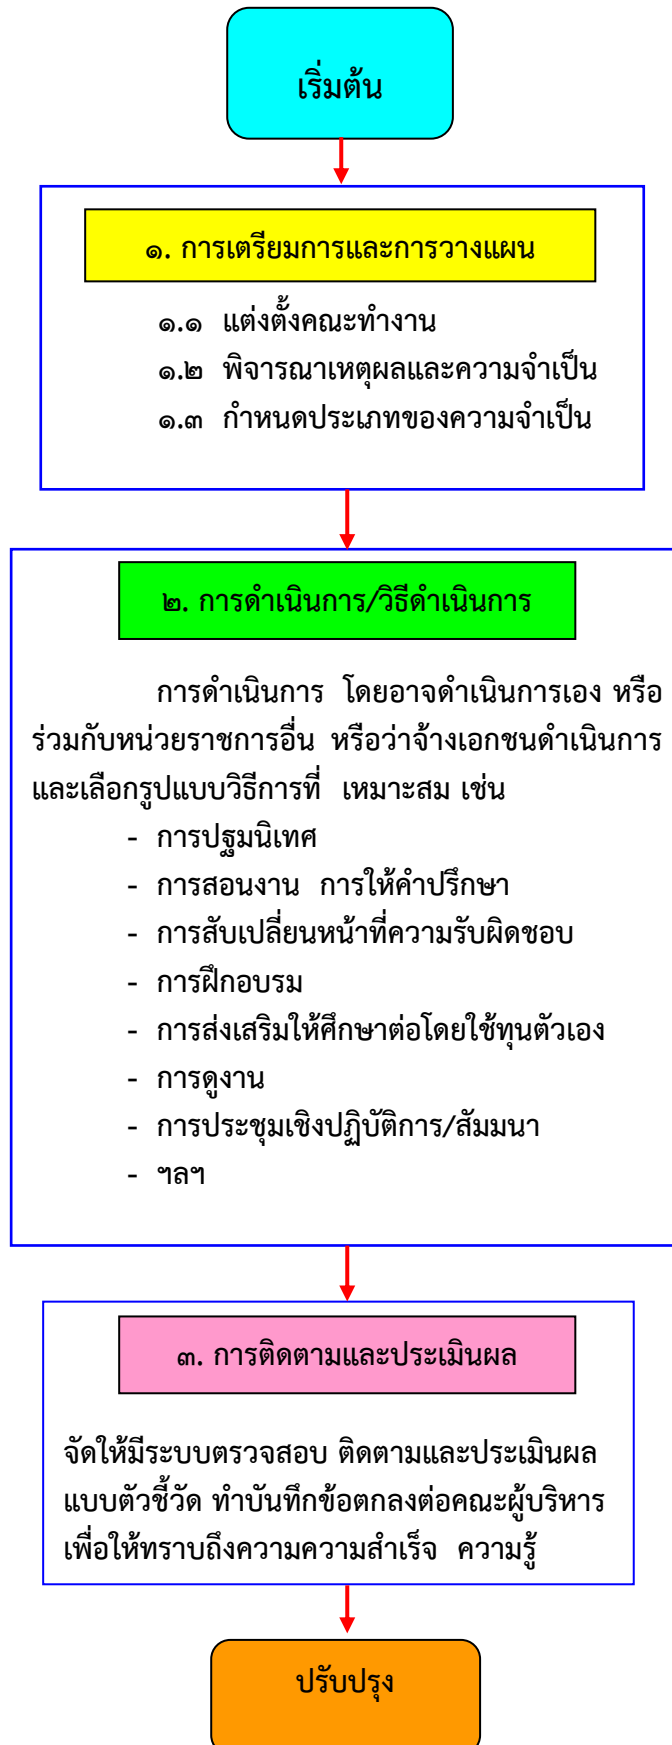 เริ่มต้น
๑. การเตรียมการและการวางแผน
๑.๑ แต่งตั้งคณะทำงาน
๑.๒ พิจารณาเหตุผลและความจำเป็น
๑.๓ กำหนดประเภทของความจำเป็น
๒. การดำเนินการ/วิธีดำเนินการ
การดำเนินการ โดยอาจดำเนินการเอง หรือ
ร่วมกับหน่วยราชการอื่น หรือว่าจ้างเอกชนดำเนินการ
และเลือกรูปแบบวิธีการที่ เหมาะสม เช่น
- การปฐมนิเทศ
- การสอนงาน การให้คำปรึกษา
- การสับเปลี่ยนหน้าที่ความรับผิดชอบ
- การฝึกอบรม
- การส่งเสริมให้ศึกษาต่อโดยใช้ทุนตัวเอง
- การดูงาน
- การประชุมเชิงปฏิบัติการ/สัมมนา
- ฯลฯ
๓. การติดตามและประเมินผล
จัดให้มีระบบตรวจสอบ ติดตามและประเมินผล
แบบตัวชี้วัด ทำบันทึกข้อตกลงต่อคณะผู้บริหาร
เพื่อให้ทราบถึงความความสำเร็จ ความรู้
ปรับปรุง